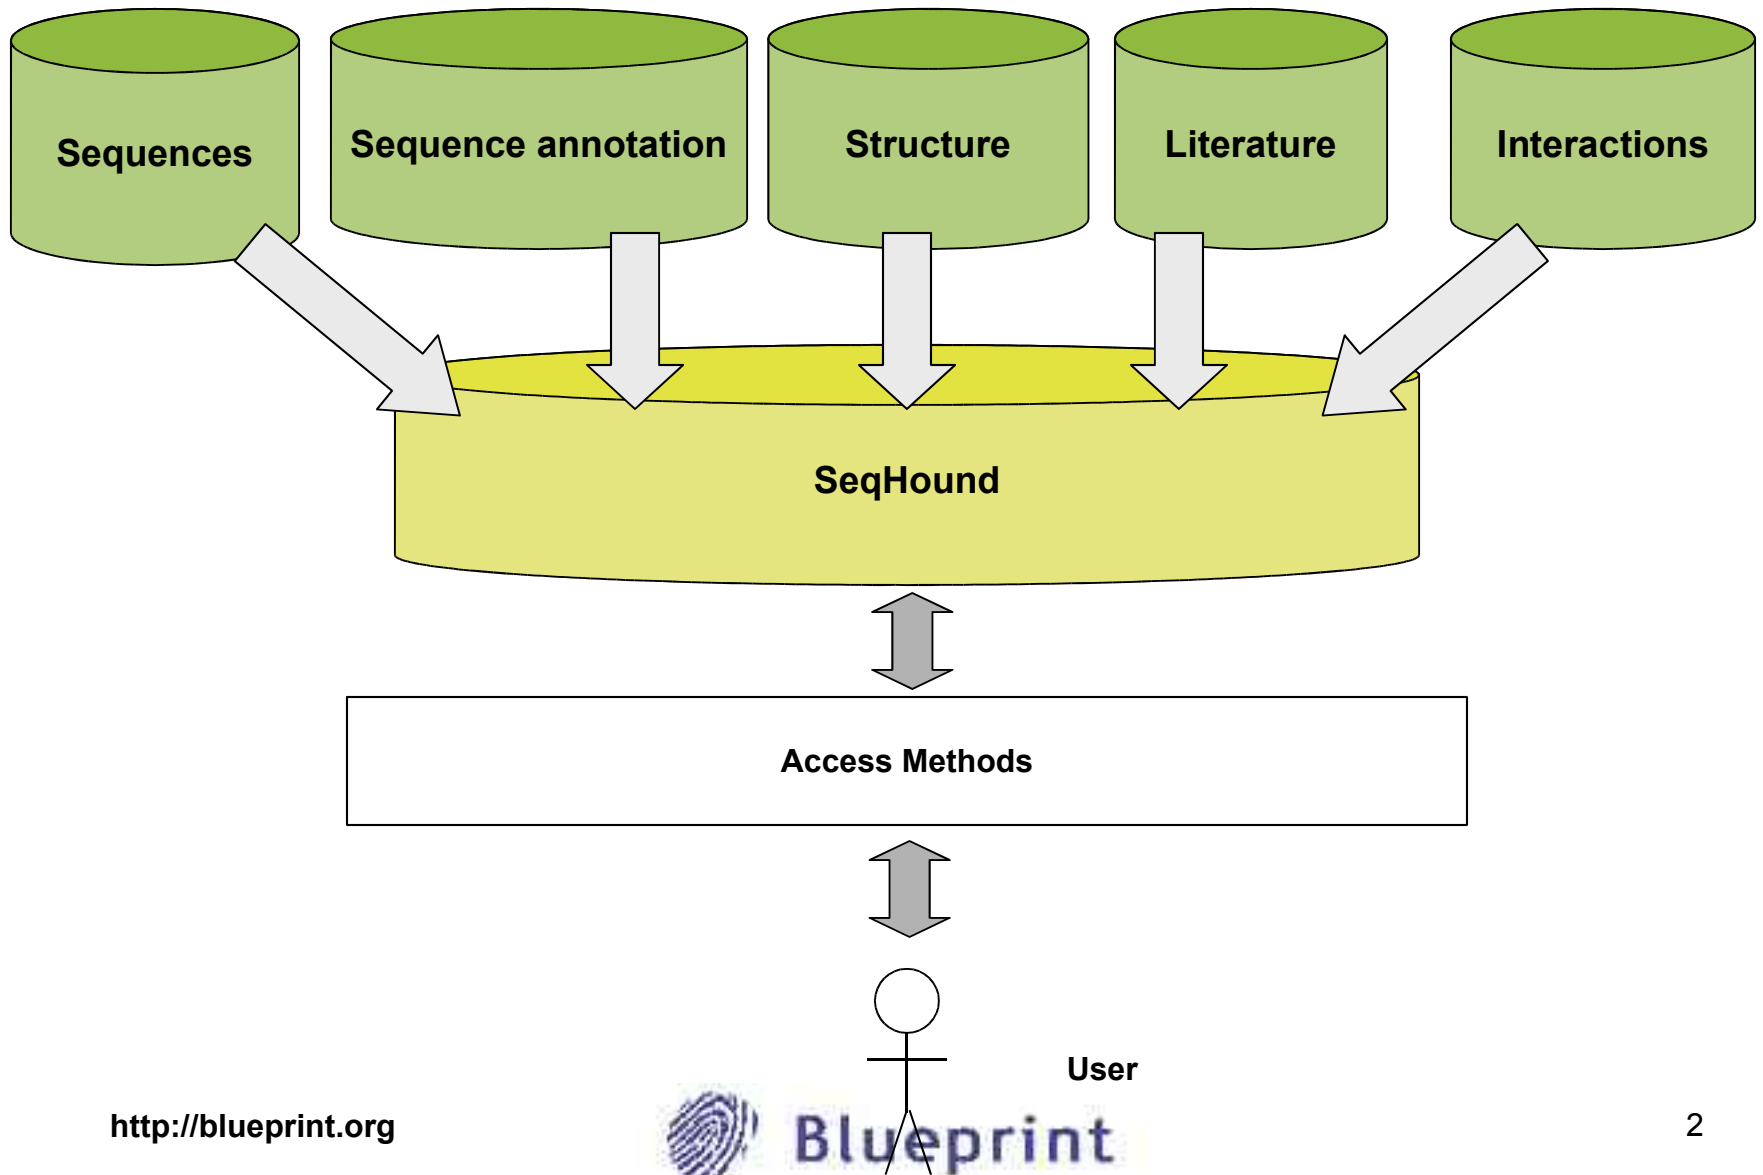 Sequences
Sequence annotation
Structure
Literature
Interactions
SeqHound
Access Methods
User
http://blueprint.org
Blueprint
2